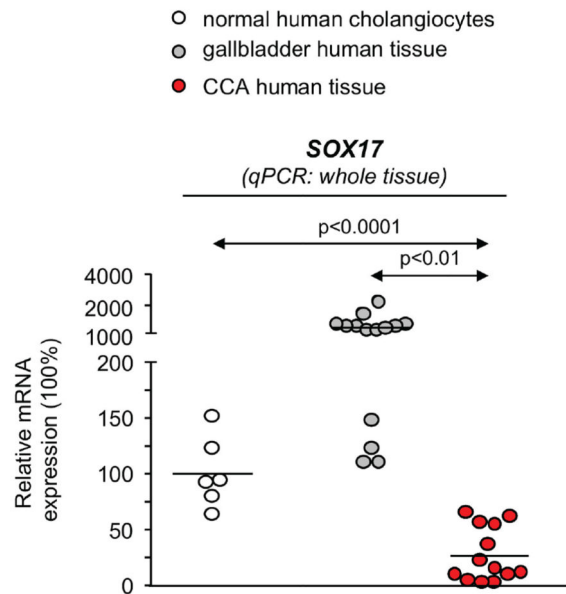 normal human cholangiocytes
gallbladder human tissue
CCA human tissue
SOX17
(qPCR: whole tissue)
p<0.0001
p<0.01
4000
2000
1000
200
150
100
50
0
Relative mRNA
expression (100%)